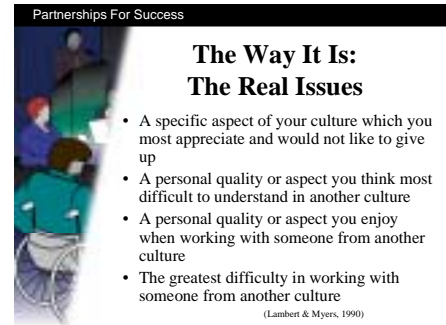 Partnerships For Success
The Way It Is:
The Real Issues
• A specific aspect of your culture which you
most appreciate and would not like to give
up
• A personal quality or aspect you think most
difficult to understand in another culture
• A personal quality or aspect you enjoy
when working with someone from another
culture
• The greatest difficulty in working with
someone from another culture
(Lambert & Myers, 1990)